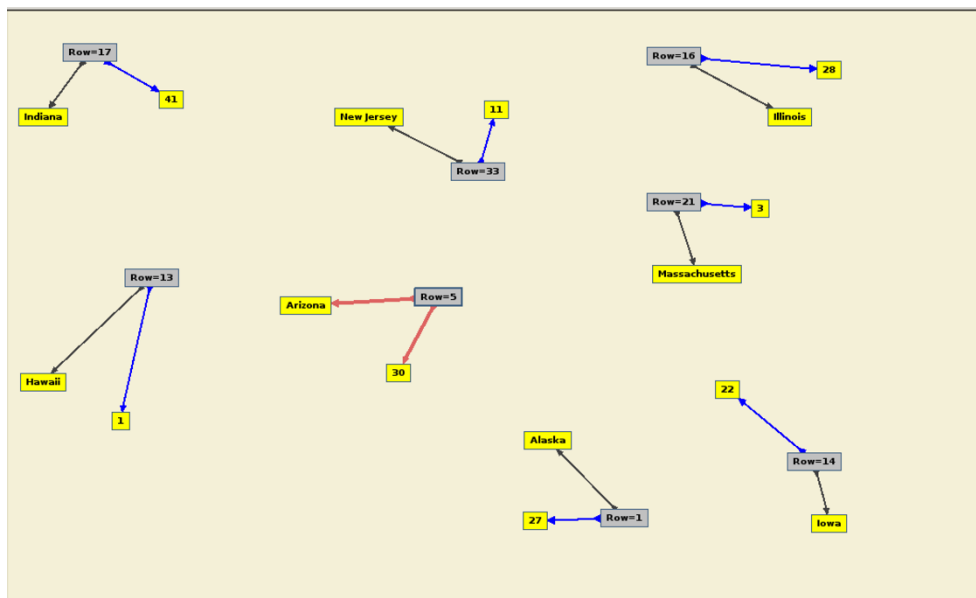 Row=17
Row=16
28
41
Indiana
New Jersey
11
Illinois
Row=33
Row=21
3
Massachusetts
Row=13
Arizona
Row=5
30
Hawaii
1
22
Alaska
Row=14
27
Row=1
Iowa